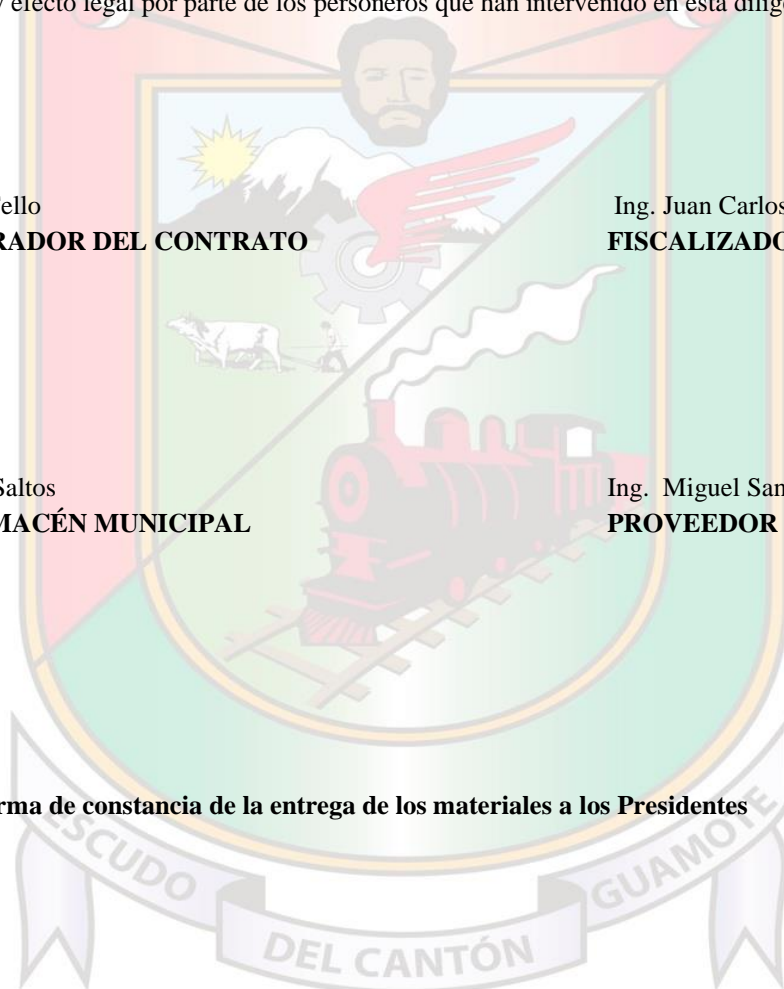 efecto legal por parte de los personeros que han intervenido en esta
ello Ing. Juan Carlos
RADOR DEL CONTRATO FISCALIZADO
Saltos Ing. Miguel San
MACÉN MUNICIPAL PROVEEDOR
rma de constancia de la entrega de los materiales a los Presidentes
ESCUDO DEL CANTÓN GUAMOTE